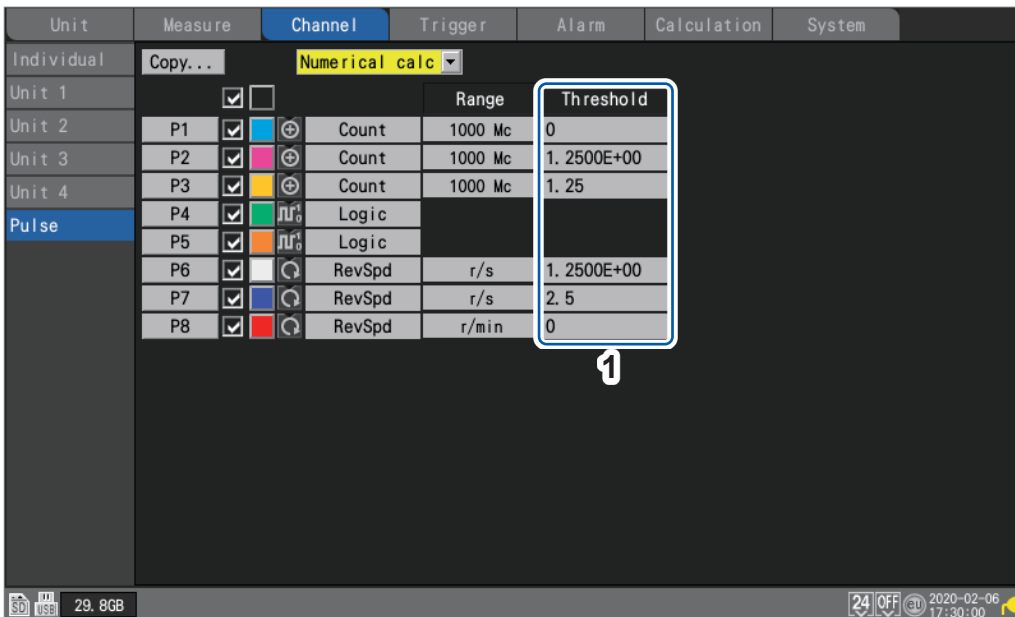 Unit Measure Channel Trigger Alarm Calculation System
Individual Copy... Numerical calc
Unit 1 Range Threshold
Unit 2 P1 Count 1000 Mc 0
Unit 3 P2 Count 1000 Mc 1.2500E+00
P3 Count 1000 Mc 1.25
Unit 4 P4 Logic
Pulse P5 Logic
P6 RevSpd r/s 1.2500E+00
P7 RevSpd r/s 2.5
P8 RevSpd r/min 0
1
SD USB 29.8GB 24 OFF eu 2020-02-06
17:30:00